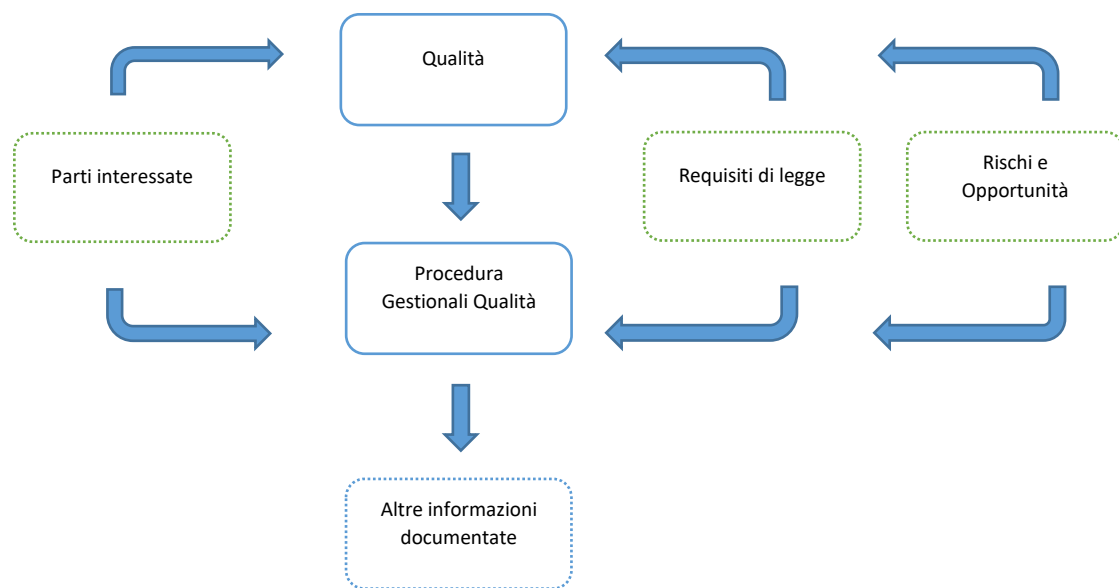 Qualità
Parti interessate
Requisiti di legge
Rischi e
Opportunità
Procedura
Gestionali Qualità
Altre informazioni
documentate